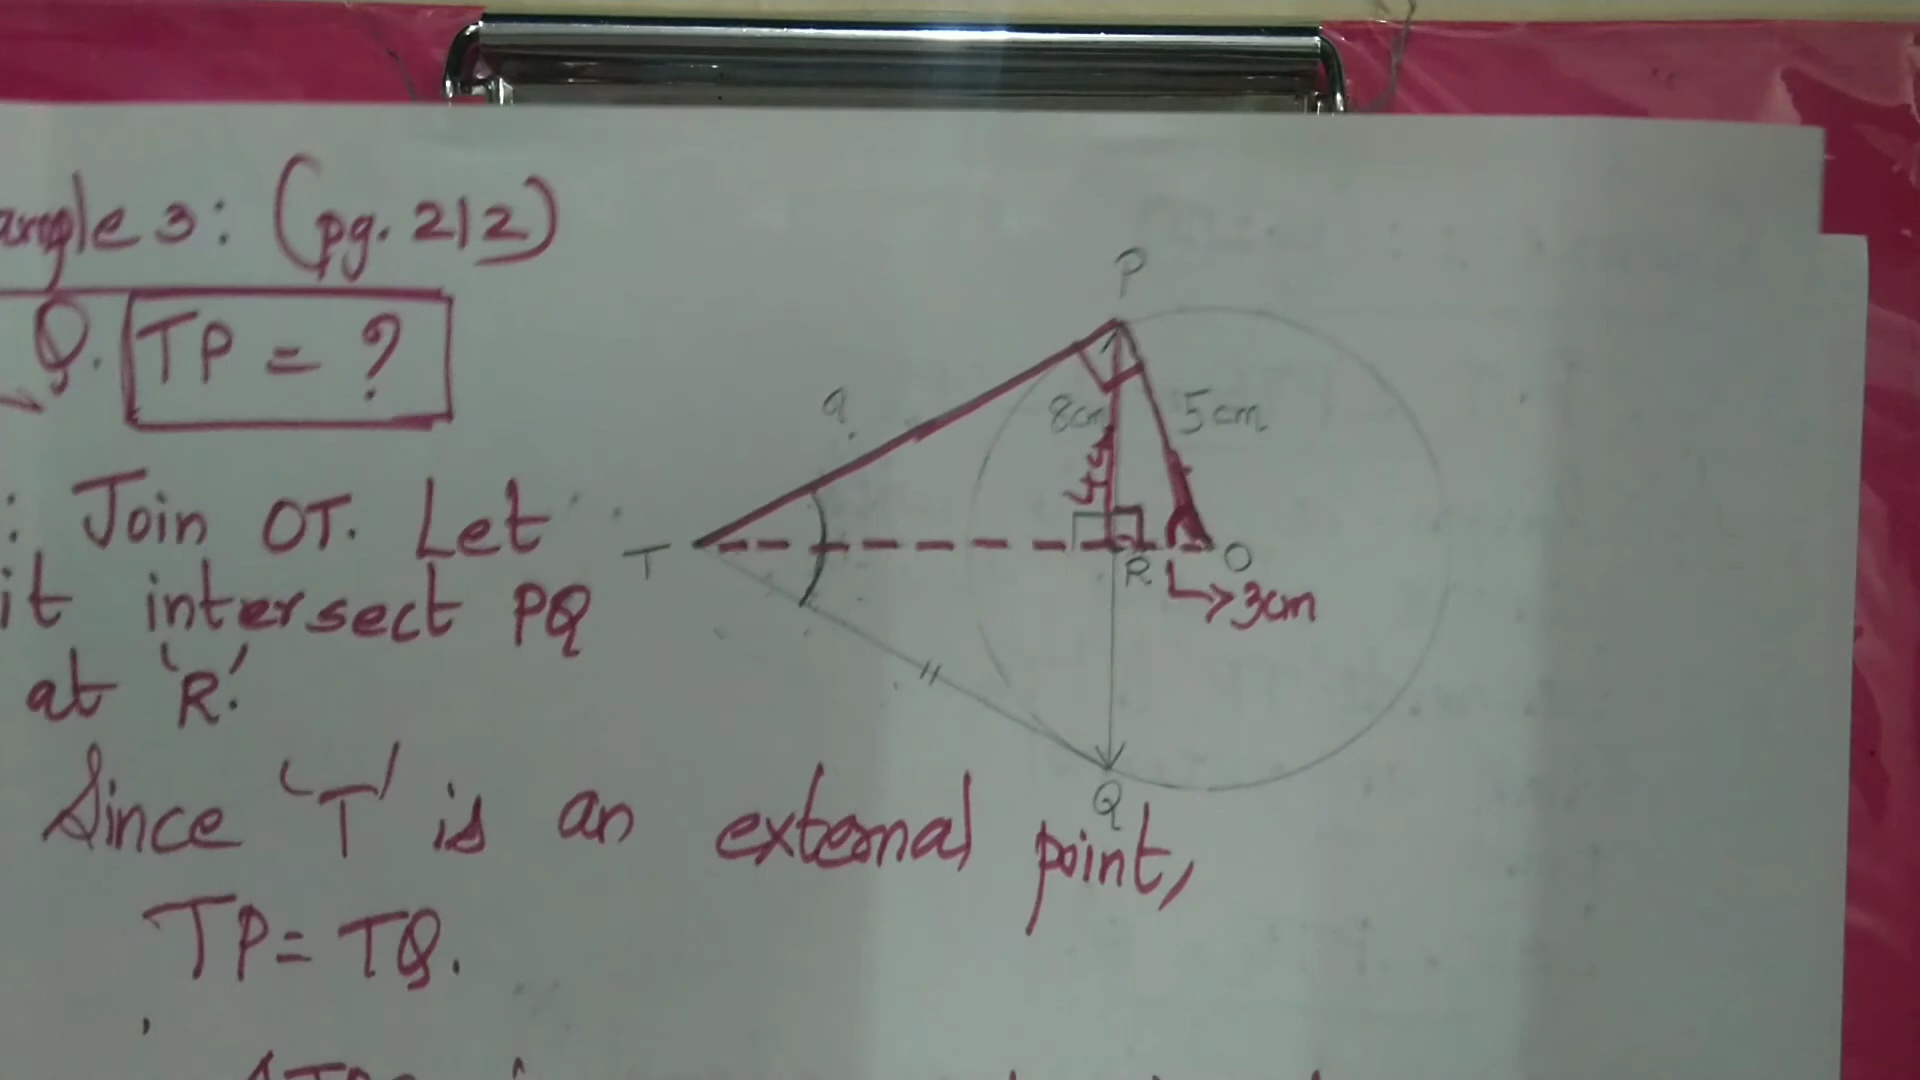 ample 3: (pg. 212)
Q. TP = ?
: Join OT. Let
it intersect PQ
at 'R'.
Since 'T' is an external point,
TP = TQ.
P
?
8cm
5cm
4
T
R
O
3cm
Q